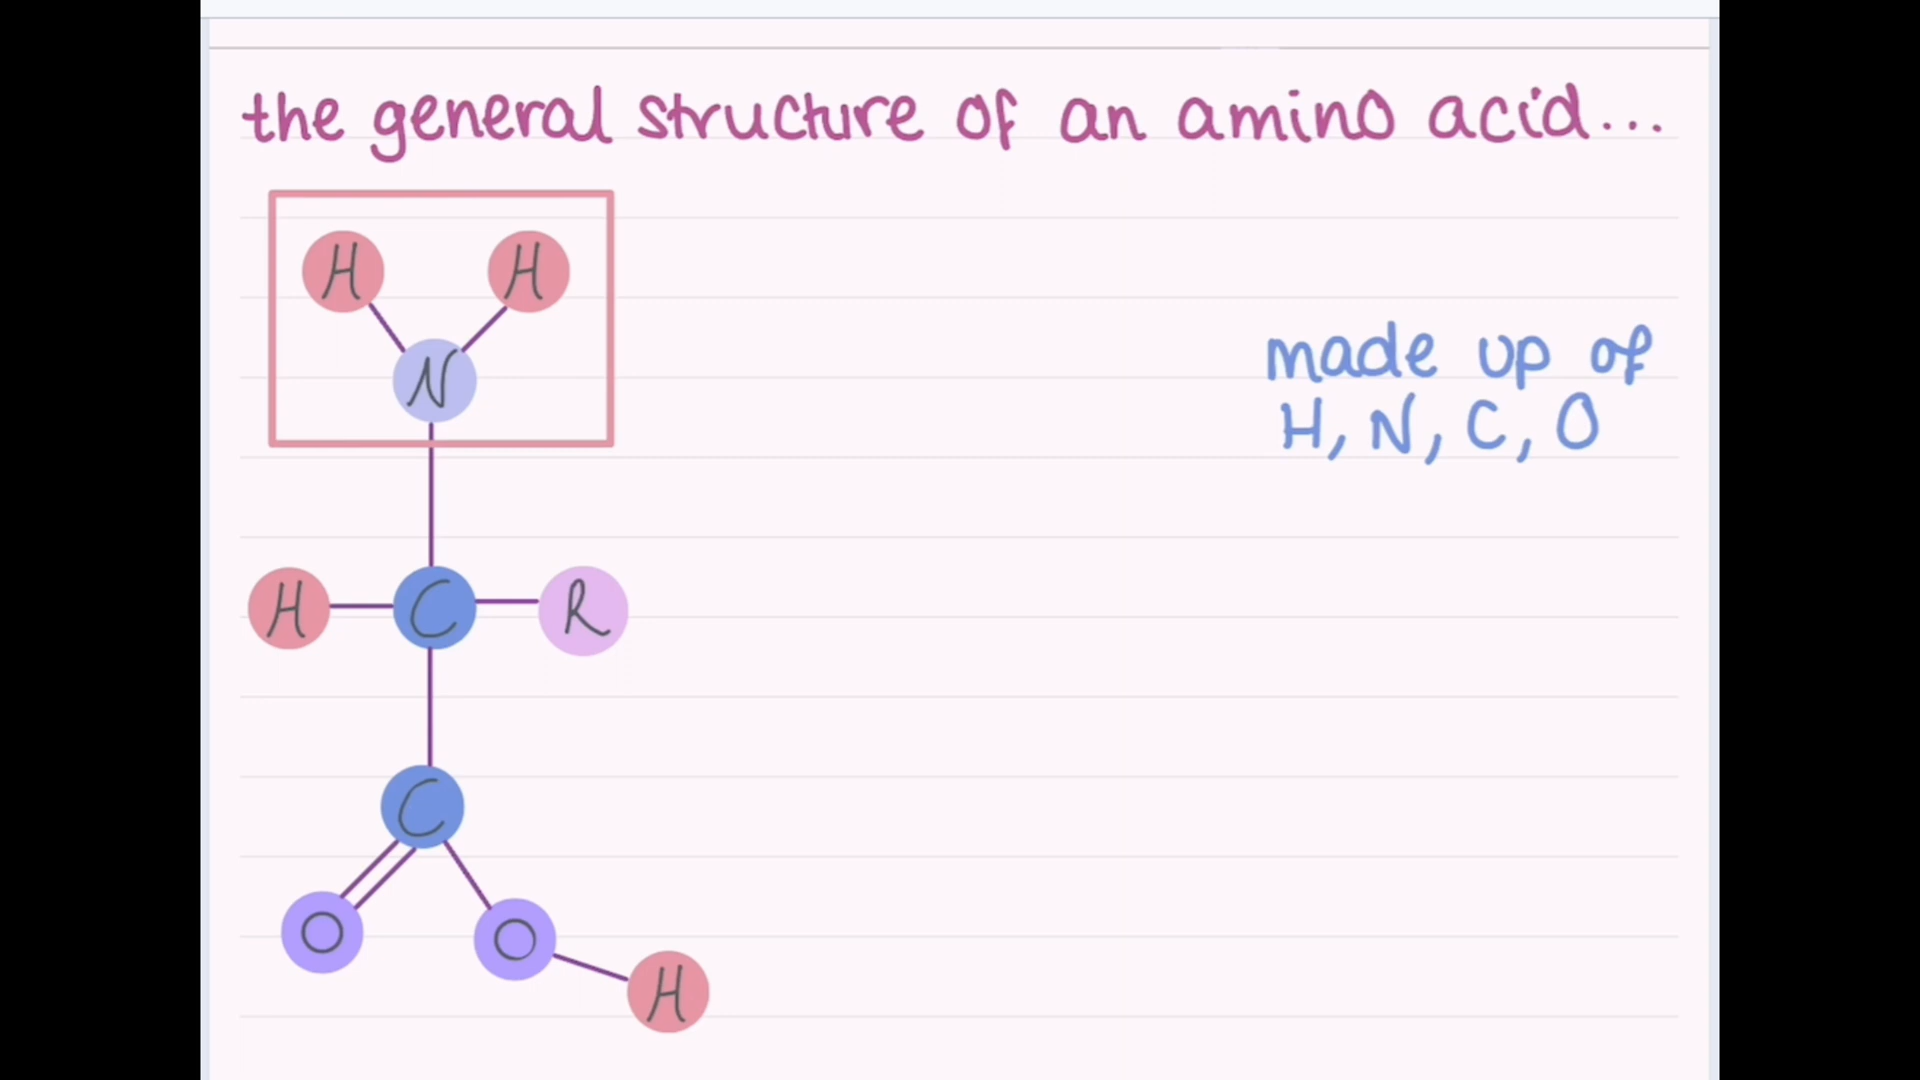 the general structure of an amino acid...
H H
N
made up of
H, N, C, O
H C R
C
O O
H